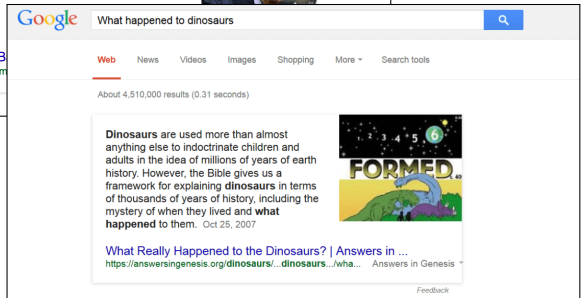 Google What happened to dinosaurs
Web News Videos Images Shopping More Search tools
About 4,510,000 results (0.31 seconds)
Dinosaurs are used more than almost
anything else to indoctrinate children and
adults in the idea of millions of years of earth
history. However, the Bible gives us a
framework for explaining dinosaurs in terms
of thousands of years of history, including the
mystery of when they lived and what
happened to them. Oct 25, 2007
1 2 3 4 5 6
FORMED
What Really Happened to the Dinosaurs? | Answers in ...
https://answersingenesis.org/dinosaurs/...dinosaurs.../wha... Answers in Genesis
Feedback